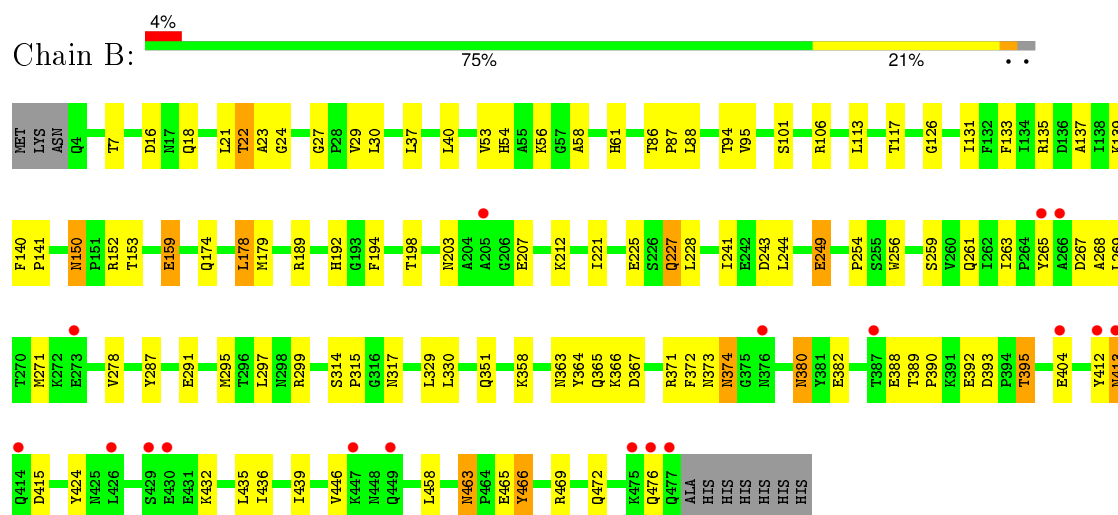 4%
Chain B:
75% 21% • •
MET LYS ASN Q4 T7 D16 N17 Q18 L21 T22 A23 G24 G27 P28 V29 L30 L37 L40 V53 H54 A55 K56 G57 A58 H61 T86 P87 L88 T94 V95 S101 R106 L113 T117 G126 I131 F132 F133 I134 R135 D136 A137 I138 K139
F140 P141 N150 P151 R152 T153 E159 Q174 L178 M179 R189 H192 G193 F194 T198 N203 A204 A205 G206 E207 K212 I221 E225 S226 Q227 L228 I241 E242 D243 L244 E249 P254 S255 W256 S259 V260 Q261 I262 I263 P264 Y265 A266 D267 A268 L269
T270 M271 K272 E273 V278 Y287 E291 M295 T296 L297 N298 R299 S314 P315 G316 N317 L329 L330 Q351 K358 N363 Y364 Q365 K366 D367 R371 F372 N373 N374 G375 N376 N380 Y381 E382 T387 E388 T389 P390 K391 E392 D393 P394 T395 E404 Y412
Q414 D415 Y424 N425 L426 S429 E430 E431 K432 L435 I436 I439 V446 K447 N448 Q449 L458 N463 P464 E465 Y466 R469 Q472 K475 Q476 Q477 ALA HIS HIS HIS HIS HIS HIS